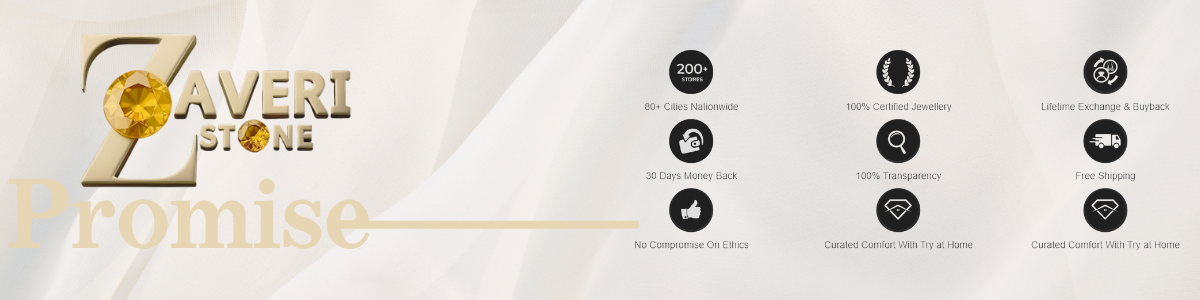 ZAVERI
STONE
Promise
200+
STORES
80+ Cities Nationwide
100% Certified Jewellery
Lifetime Exchange & Buyback
30 Days Money Back
100% Transparency
Free Shipping
No Compromise On Ethics
Curated Comfort With Try at Home
Curated Comfort With Try at Home